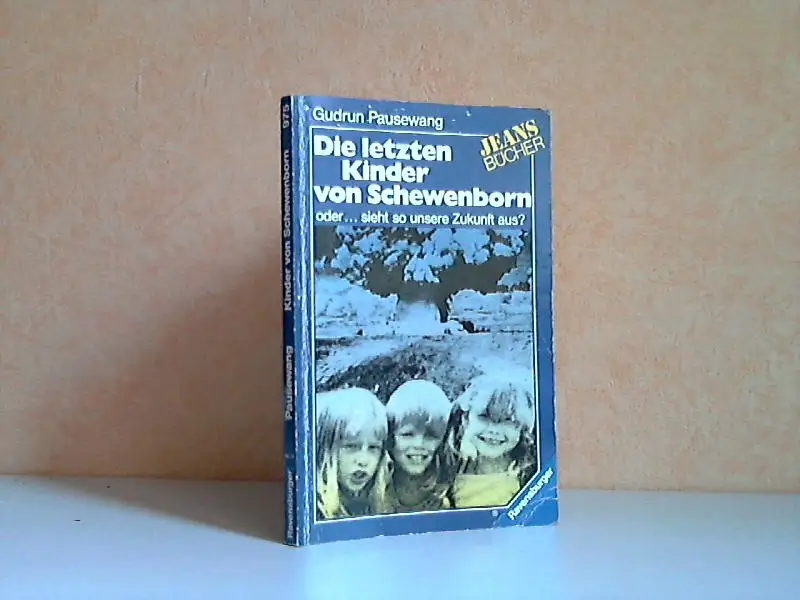 Gudrun Pausewang
JEANS
BÜCHER
Die letzten
Kinder
von Schewenborn
oder... sieht so unsere Zukunft aus?
Ravensburger
975
Kinder von Schewenborn
Pausewang
Ravensburger